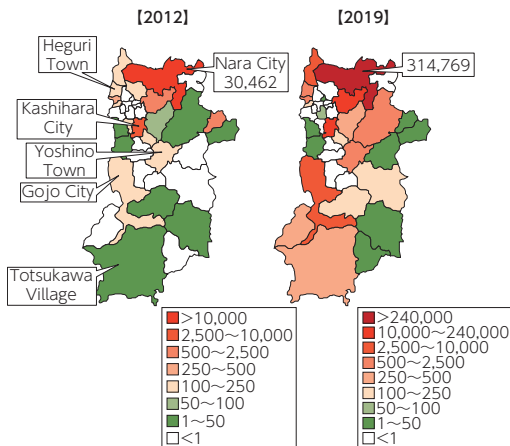 【2012】
【2019】
Heguri
Town
Nara City
30,462
314,769
Kashihara
City
Yoshino
Town
Gojo City
Totsukawa
Village
>10,000
2,500～10,000
500～2,500
250～500
100～250
50～100
1～50
<1
>240,000
10,000～240,000
2,500～10,000
500～2,500
250～500
100～250
50～100
1～50
<1